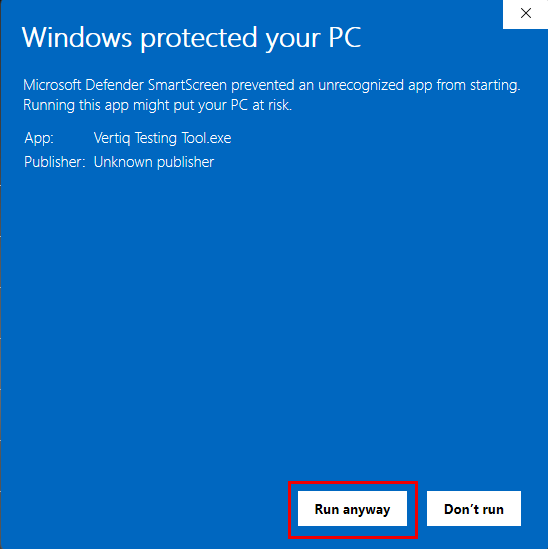 Windows protected your PC
Microsoft Defender SmartScreen prevented an unrecognized app from starting.
Running this app might put your PC at risk.
App: Vertiq Testing Tool.exe
Publisher: Unknown publisher
Run anyway Don't run